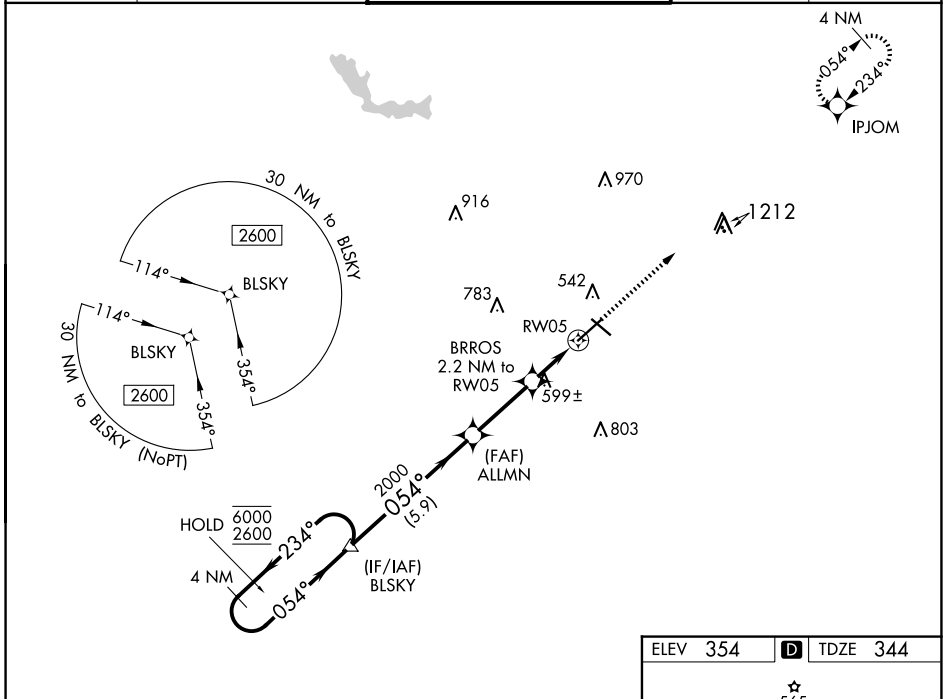 4 NM
054°
234°
IPJOM
970
916
1212
30 NM to BLSKY
2600
114°
BLSKY
354°
783
542
RW05
BRROS
2.2 NM to
RW05
599±
114°
BLSKY
2600
354°
30 NM to BLSKY (NoPT)
803
(FAF)
ALLMN
2000
054°
(5.9)
HOLD
6000
2600
234°
4 NM
054°
(IF/IAF)
BLSKY
ELEV 354 D TDZE 344